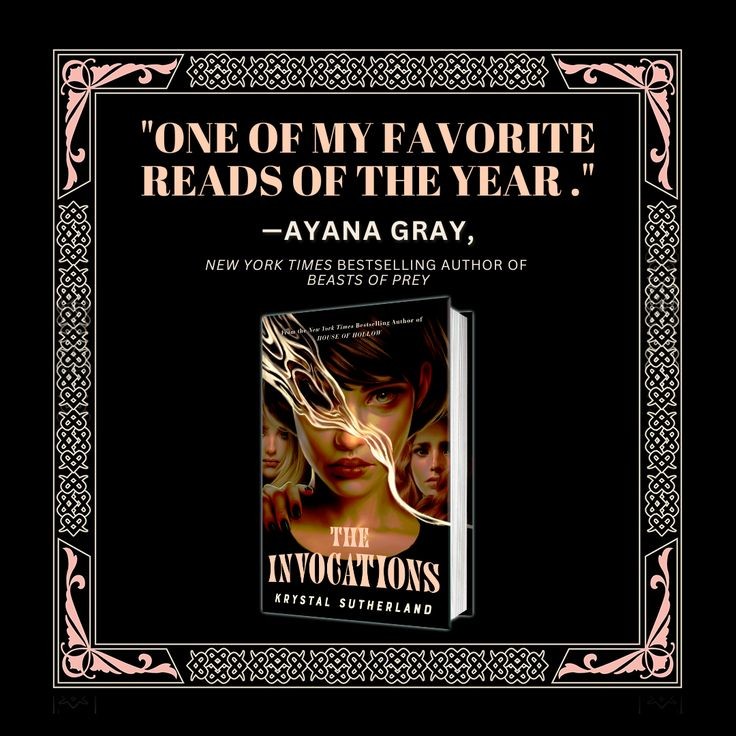 "ONE OF MY FAVORITE
READS OF THE YEAR ."
—AYANA GRAY,
NEW YORK TIMES BESTSELLING AUTHOR OF
BEASTS OF PREY
From the New York Times Bestselling Author of
HOUSE OF HOLLOW
THE
INVOCATIONS
KRYSTAL SUTHERLAND